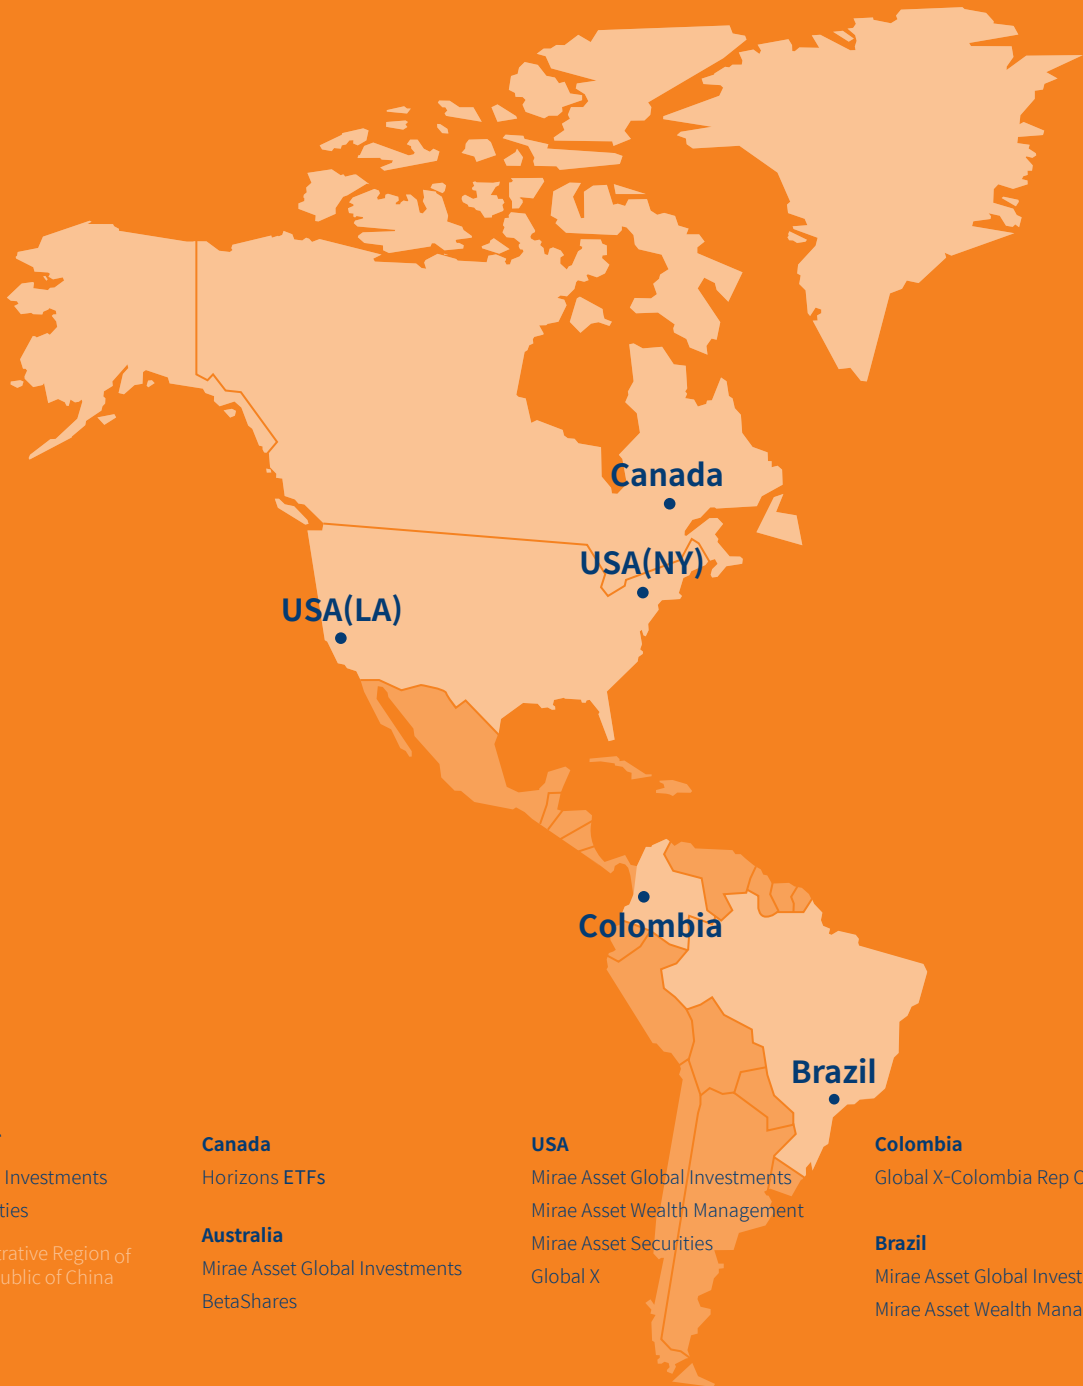 Canada
USA(NY)
USA(LA)
Colombia
Brazil
Investments
ties
rative Region of
ublic of China
Canada
Horizons ETFs
Australia
Mirae Asset Global Investments
BetaShares
USA
Mirae Asset Global Investments
Mirae Asset Wealth Management
Mirae Asset Securities
Global X
Colombia
Global X-Colombia Rep
Brazil
Mirae Asset Global Invest
Mirae Asset Wealth Mana